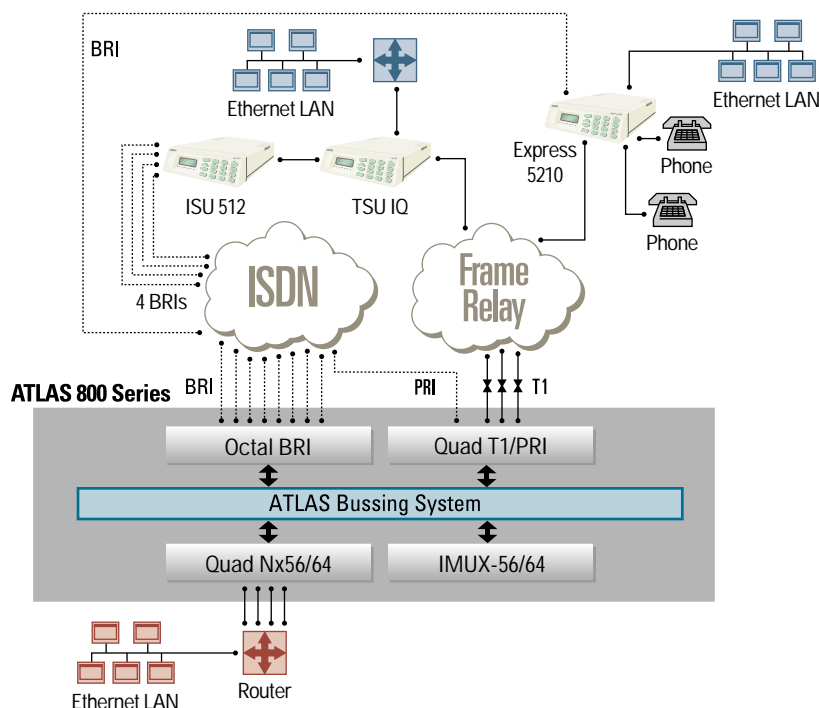 BRI
Ethernet LAN
Ethernet LAN
Express
5210
Phone
ISU 512
TSU IQ
Phone
ISDN
Frame
Relay
4 BRIs
ATLAS 800 Series
BRI
PRI
T1
Octal BRI
Quad T1/PRI
ATLAS Bussing System
Quad Nx56/64
IMUX-56/64
Ethernet LAN
Router